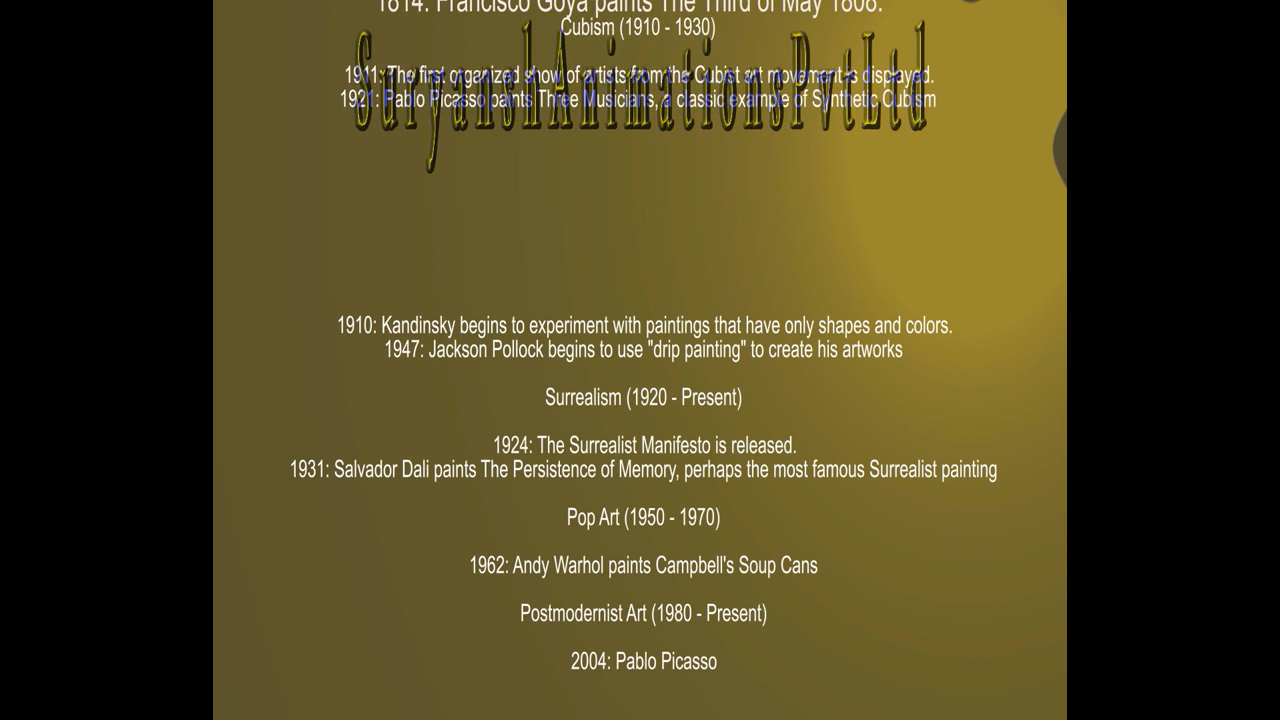 1814: Francisco Goya paints The Third of May 1808.
Cubism (1910 - 1930)
1911: The first organized show of artists from the Cubist art movement is displayed.
1921: Pablo Picasso paints Three Musicians, a classic example of Synthetic Cubism
SuryanshAnimationsPvtLtd
1910: Kandinsky begins to experiment with paintings that have only shapes and colors.
1947: Jackson Pollock begins to use "drip painting" to create his artworks
Surrealism (1920 - Present)
1924: The Surrealist Manifesto is released.
1931: Salvador Dali paints The Persistence of Memory, perhaps the most famous Surrealist painting
Pop Art (1950 - 1970)
1962: Andy Warhol paints Campbell's Soup Cans
Postmodernist Art (1980 - Present)
2004: Pablo Picasso